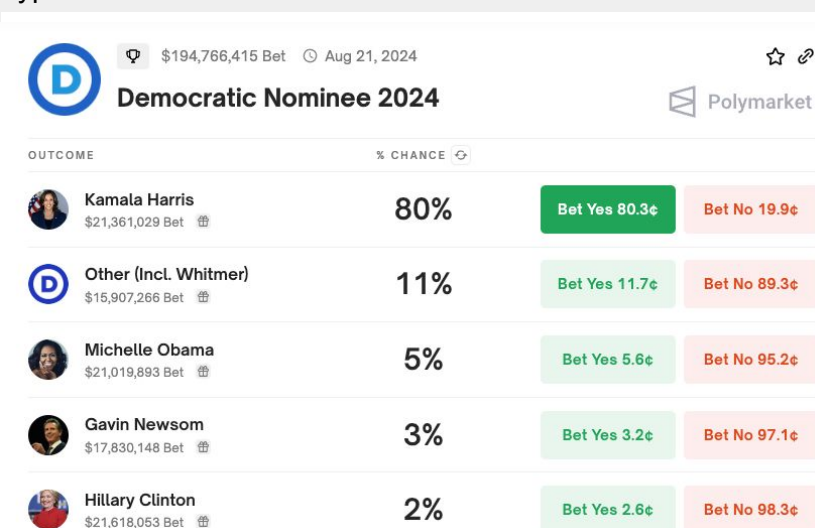 $194,766,415 Bet Aug 21, 2024
Democratic Nominee 2024
Polymarket
OUTCOME % CHANCE
Kamala Harris
$21,361,029 Bet
80%
Bet Yes 80.3¢ Bet No 19.9¢
Other (Incl. Whitmer)
$15,907,266 Bet
11%
Bet Yes 11.7¢ Bet No 89.3¢
Michelle Obama
$21,019,893 Bet
5%
Bet Yes 5.6¢ Bet No 95.2¢
Gavin Newsom
$17,830,148 Bet
3%
Bet Yes 3.2¢ Bet No 97.1¢
Hillary Clinton
$21,618,053 Bet
2%
Bet Yes 2.6¢ Bet No 98.3¢